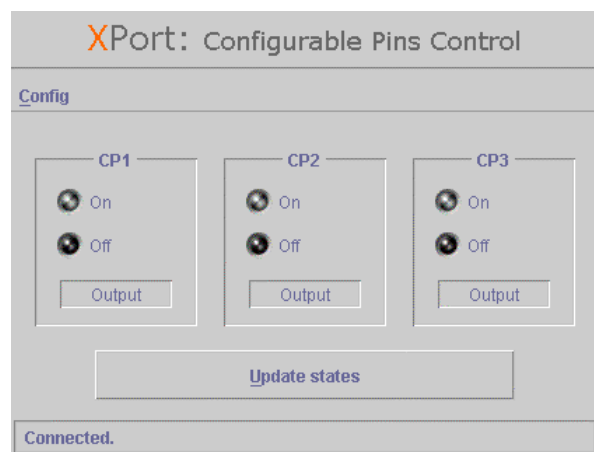 XPort: Configurable Pins Control
Config
CP1 CP2 CP3
On On On
Off Off Off
Output Output Output
Update states
Connected.